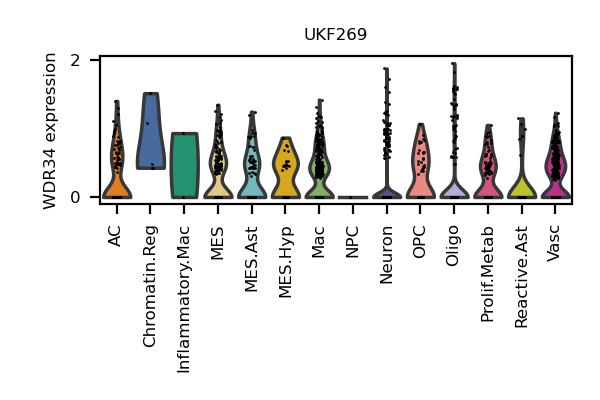 UKF269
WDR34 expression
2
0
AC
Chromatin.Reg
Inflammatory.Mac
MES
MES.Ast
MES.Hyp
Mac
NPC
Neuron
OPC
Oligo
Prolif.Metab
Reactive.Ast
Vasc